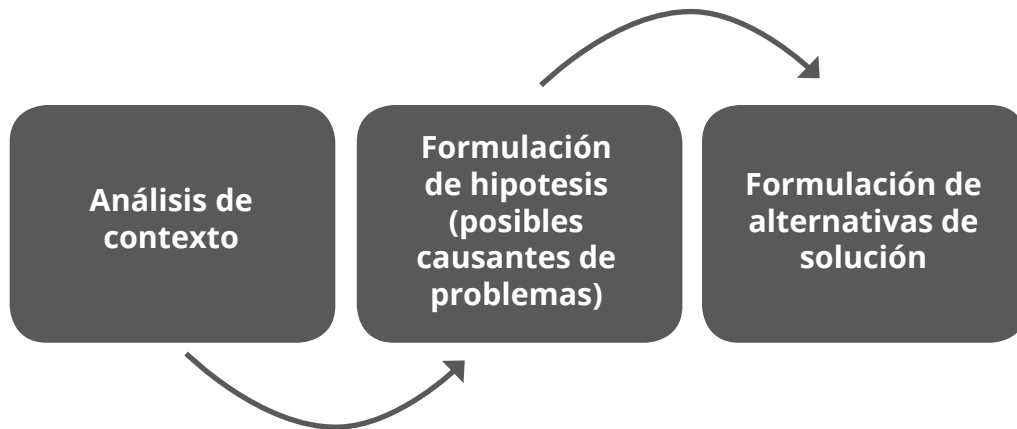 Análisis de
contexto
Formulación
de hipotesis
(posibles
causantes de
problemas)
Formulación de
alternativas de
solución